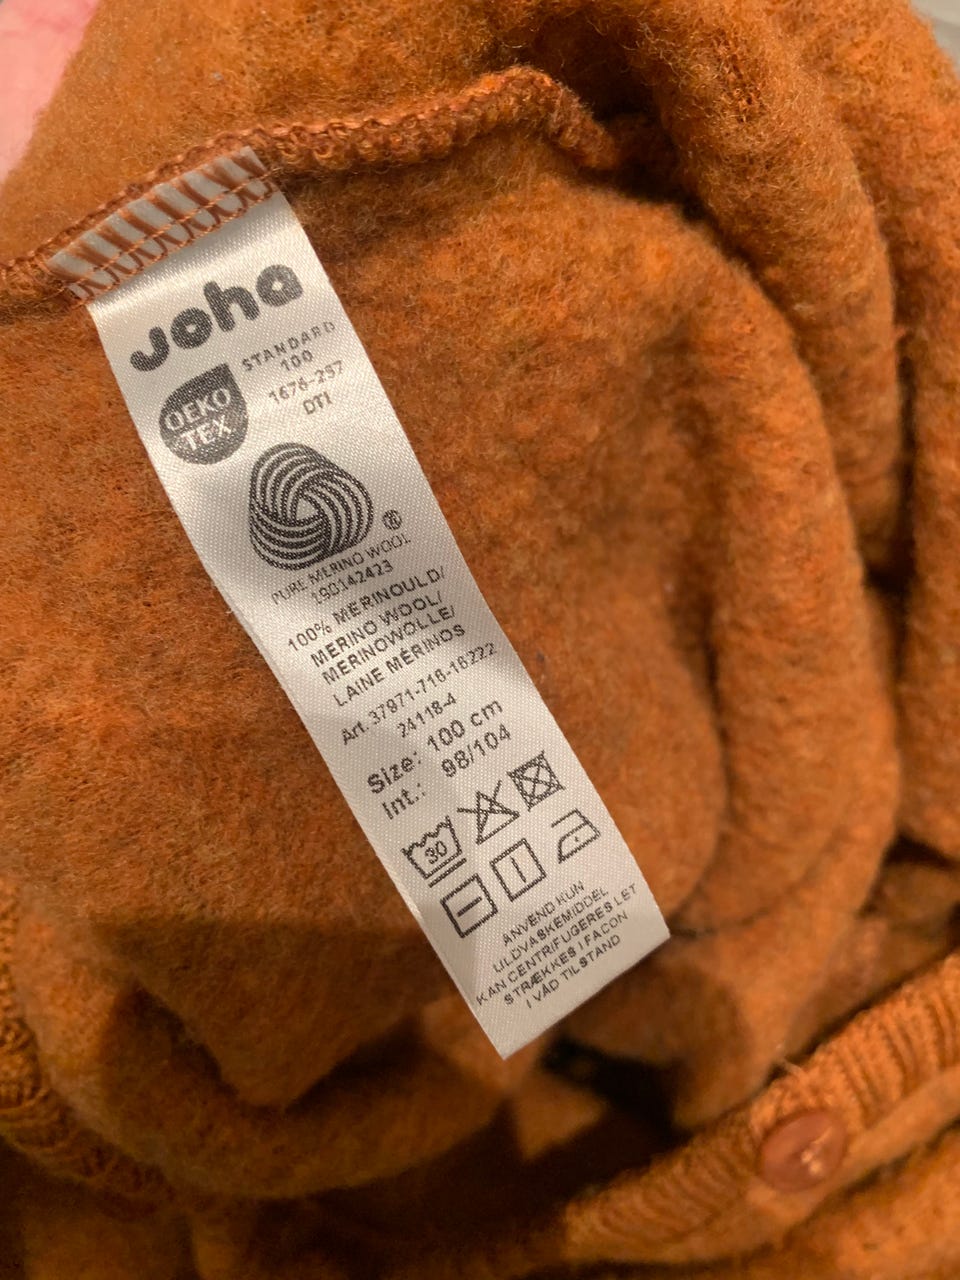 joha
STANDARD
100
1676-257
DTI
OEKO
TEX
®
PURE MERINO WOOL
190142423
100% MERINOULD/
MERINO WOOL/
MERINOWOLLE/
LAINE MÉRINOS
Art. 37971-716-16222
24118-4
Size: 100 cm
Int.: 98/104
30
ANVEND KUN
ULDVASKEMIDDEL
KAN CENTRIFUGERES LET
STRÆKKES I FACON
I VÅD TILSTAND